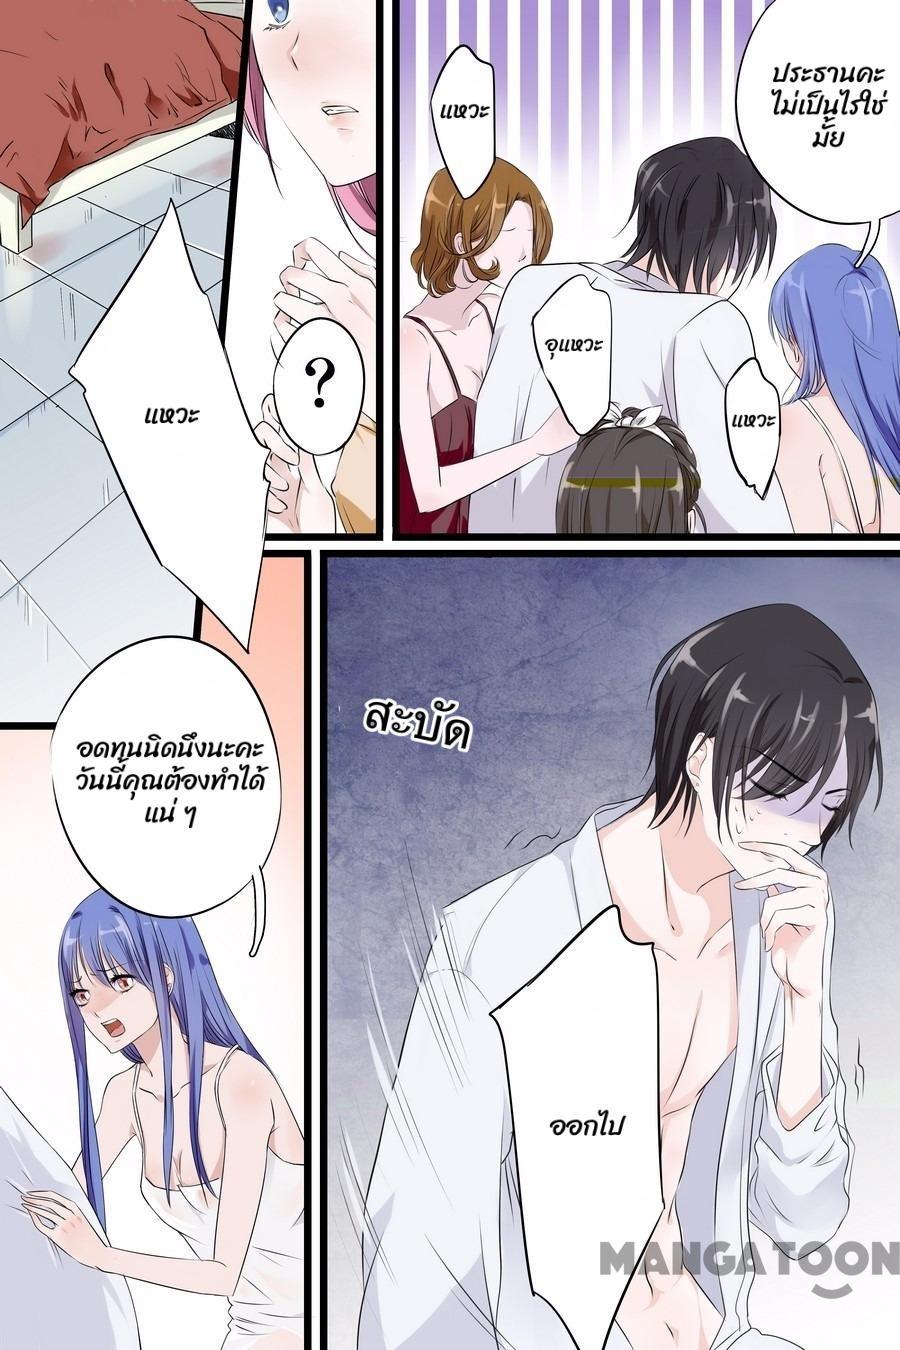 ประธานคะ
ไม่เป็นไรใช่
มั้ย
แหวะ
อุแหวะ
แหวะ
?
แหวะ
อดทนนิดนึงนะคะ
วันนี้คุณต้องทำได้
แน่ ๆ
สะบัด
ออกไป
MANGATOON